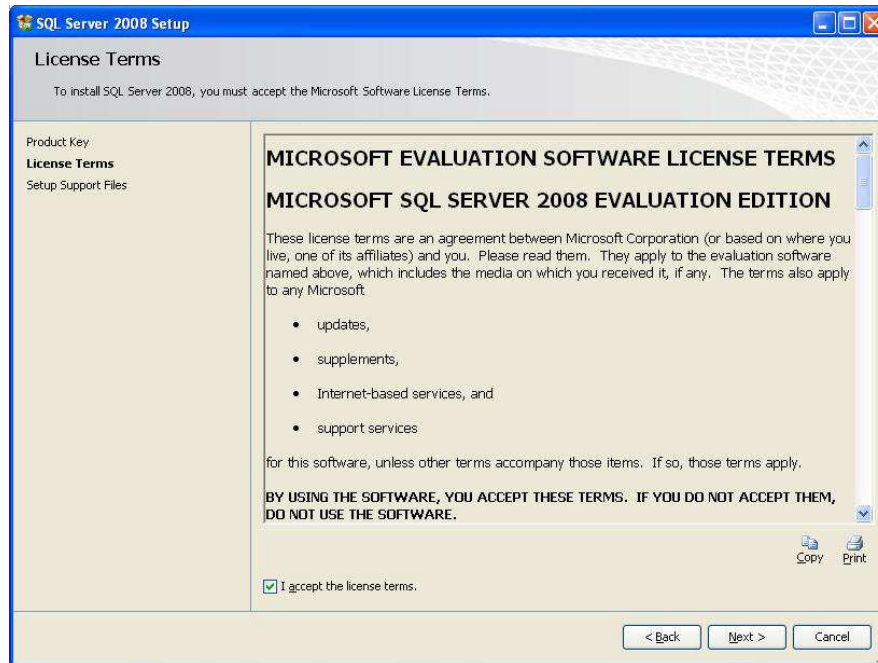 SQL Server 2008 Setup
License Terms
To install SQL Server 2008, you must accept the Microsoft Software License Terms.
Product Key
License Terms
Setup Support Files
MICROSOFT EVALUATION SOFTWARE LICENSE TERMS
MICROSOFT SQL SERVER 2008 EVALUATION EDITION
These license terms are an agreement between Microsoft Corporation (or based on where you
live, one of its affiliates) and you.  Please read them.  They apply to the evaluation software
named above, which includes the media on which you received it, if any.  The terms also apply
to any Microsoft
• updates,
• supplements,
• Internet-based services, and
• support services
for this software, unless other terms accompany those items.  If so, those terms apply.
BY USING THE SOFTWARE, YOU ACCEPT THESE TERMS.  IF YOU DO NOT ACCEPT THEM,
DO NOT USE THE SOFTWARE.
Copy Print
I accept the license terms.
< Back Next > Cancel